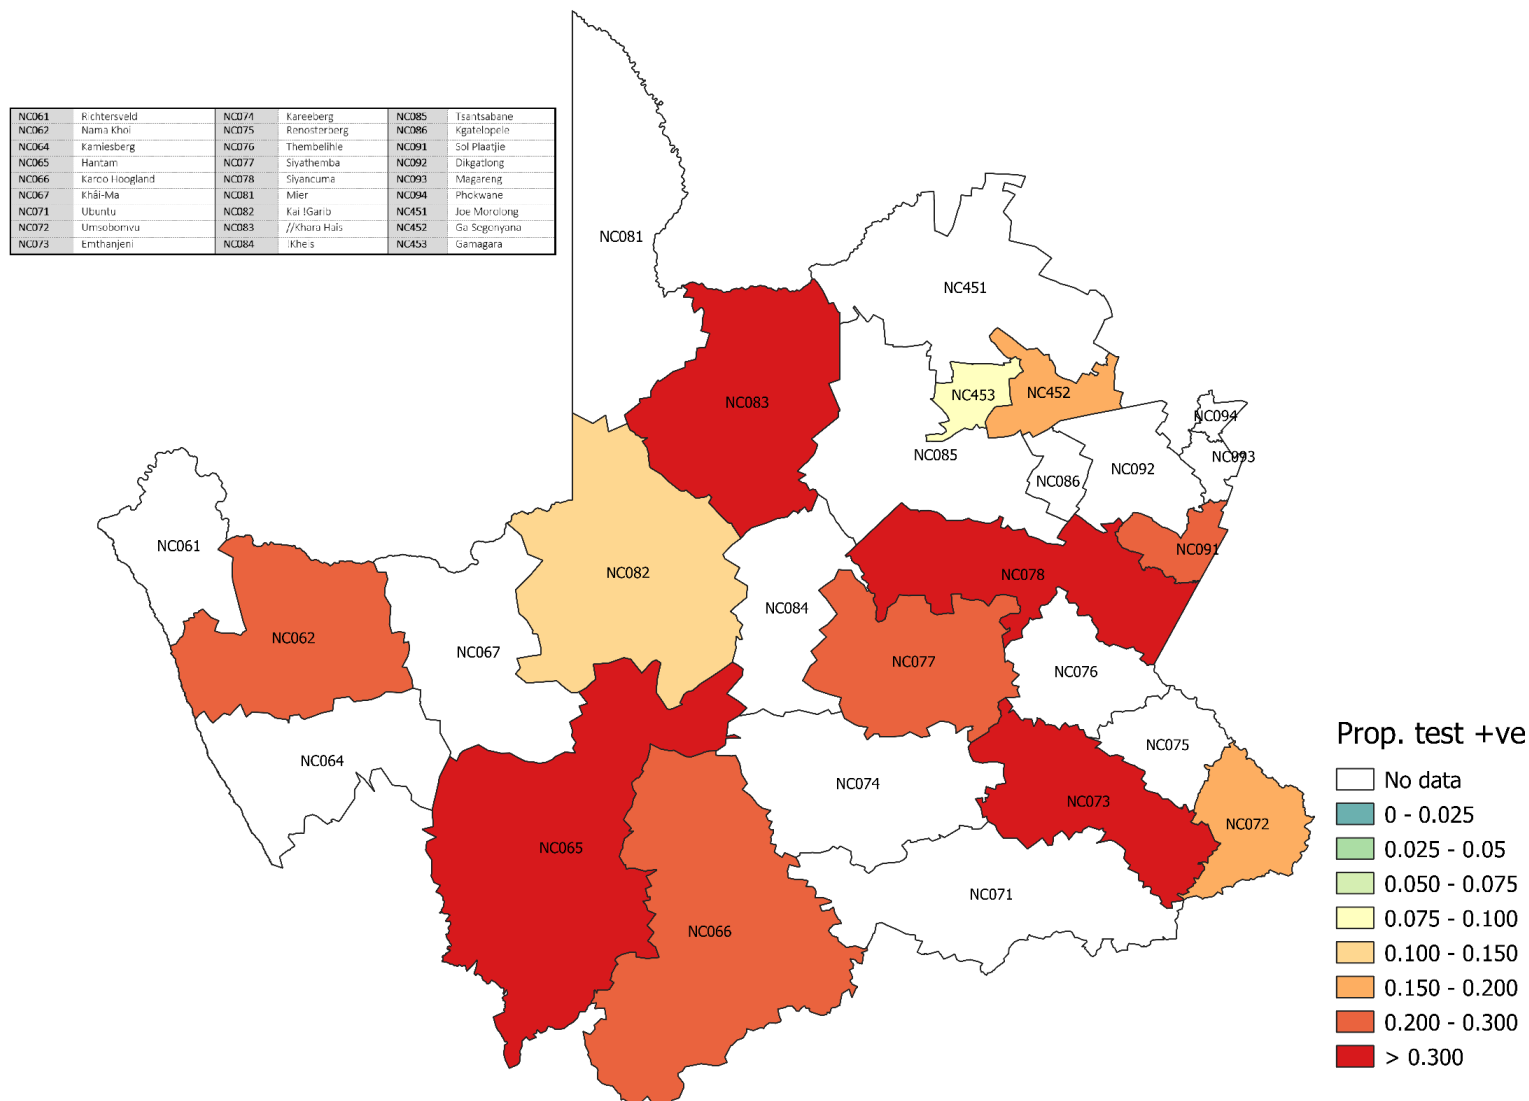 NC061 Richtersveld NC074 Kareeberg NC085 Tsantsabane
NC062 Nama Khoi NC075 Renosterberg NC086 Kgatelopele
NC064 Kamiesberg NC076 Thembelihle NC091 Sol Plaatjie
NC065 Hantam NC077 Siyathemba NC092 Dikgatlong
NC066 Karoo Hoogland NC078 Siyancuma NC093 Magareng
NC067 Khâi-Ma NC081 Mier NC094 Phokwane
NC071 Ubuntu NC082 Kai !Garib NC451 Joe Morolong
NC072 Umsobomvu NC083 //Khara Hais NC452 Ga Segonyana
NC073 Emthanjeni NC084 !Kheis NC453 Gamagara
NC081
NC451
NC083
NC453
NC452
NC094
NC085
NC093
NC092
NC086
NC061
NC091
NC082
NC078
NC084
NC062
NC067
NC077
NC076
NC075
NC064
NC074
NC073
NC072
NC065
NC071
NC066
Prop. test +ve
No data
0 - 0.025
0.025 - 0.05
0.050 - 0.075
0.075 - 0.100
0.100 - 0.150
0.150 - 0.200
0.200 - 0.300
> 0.300